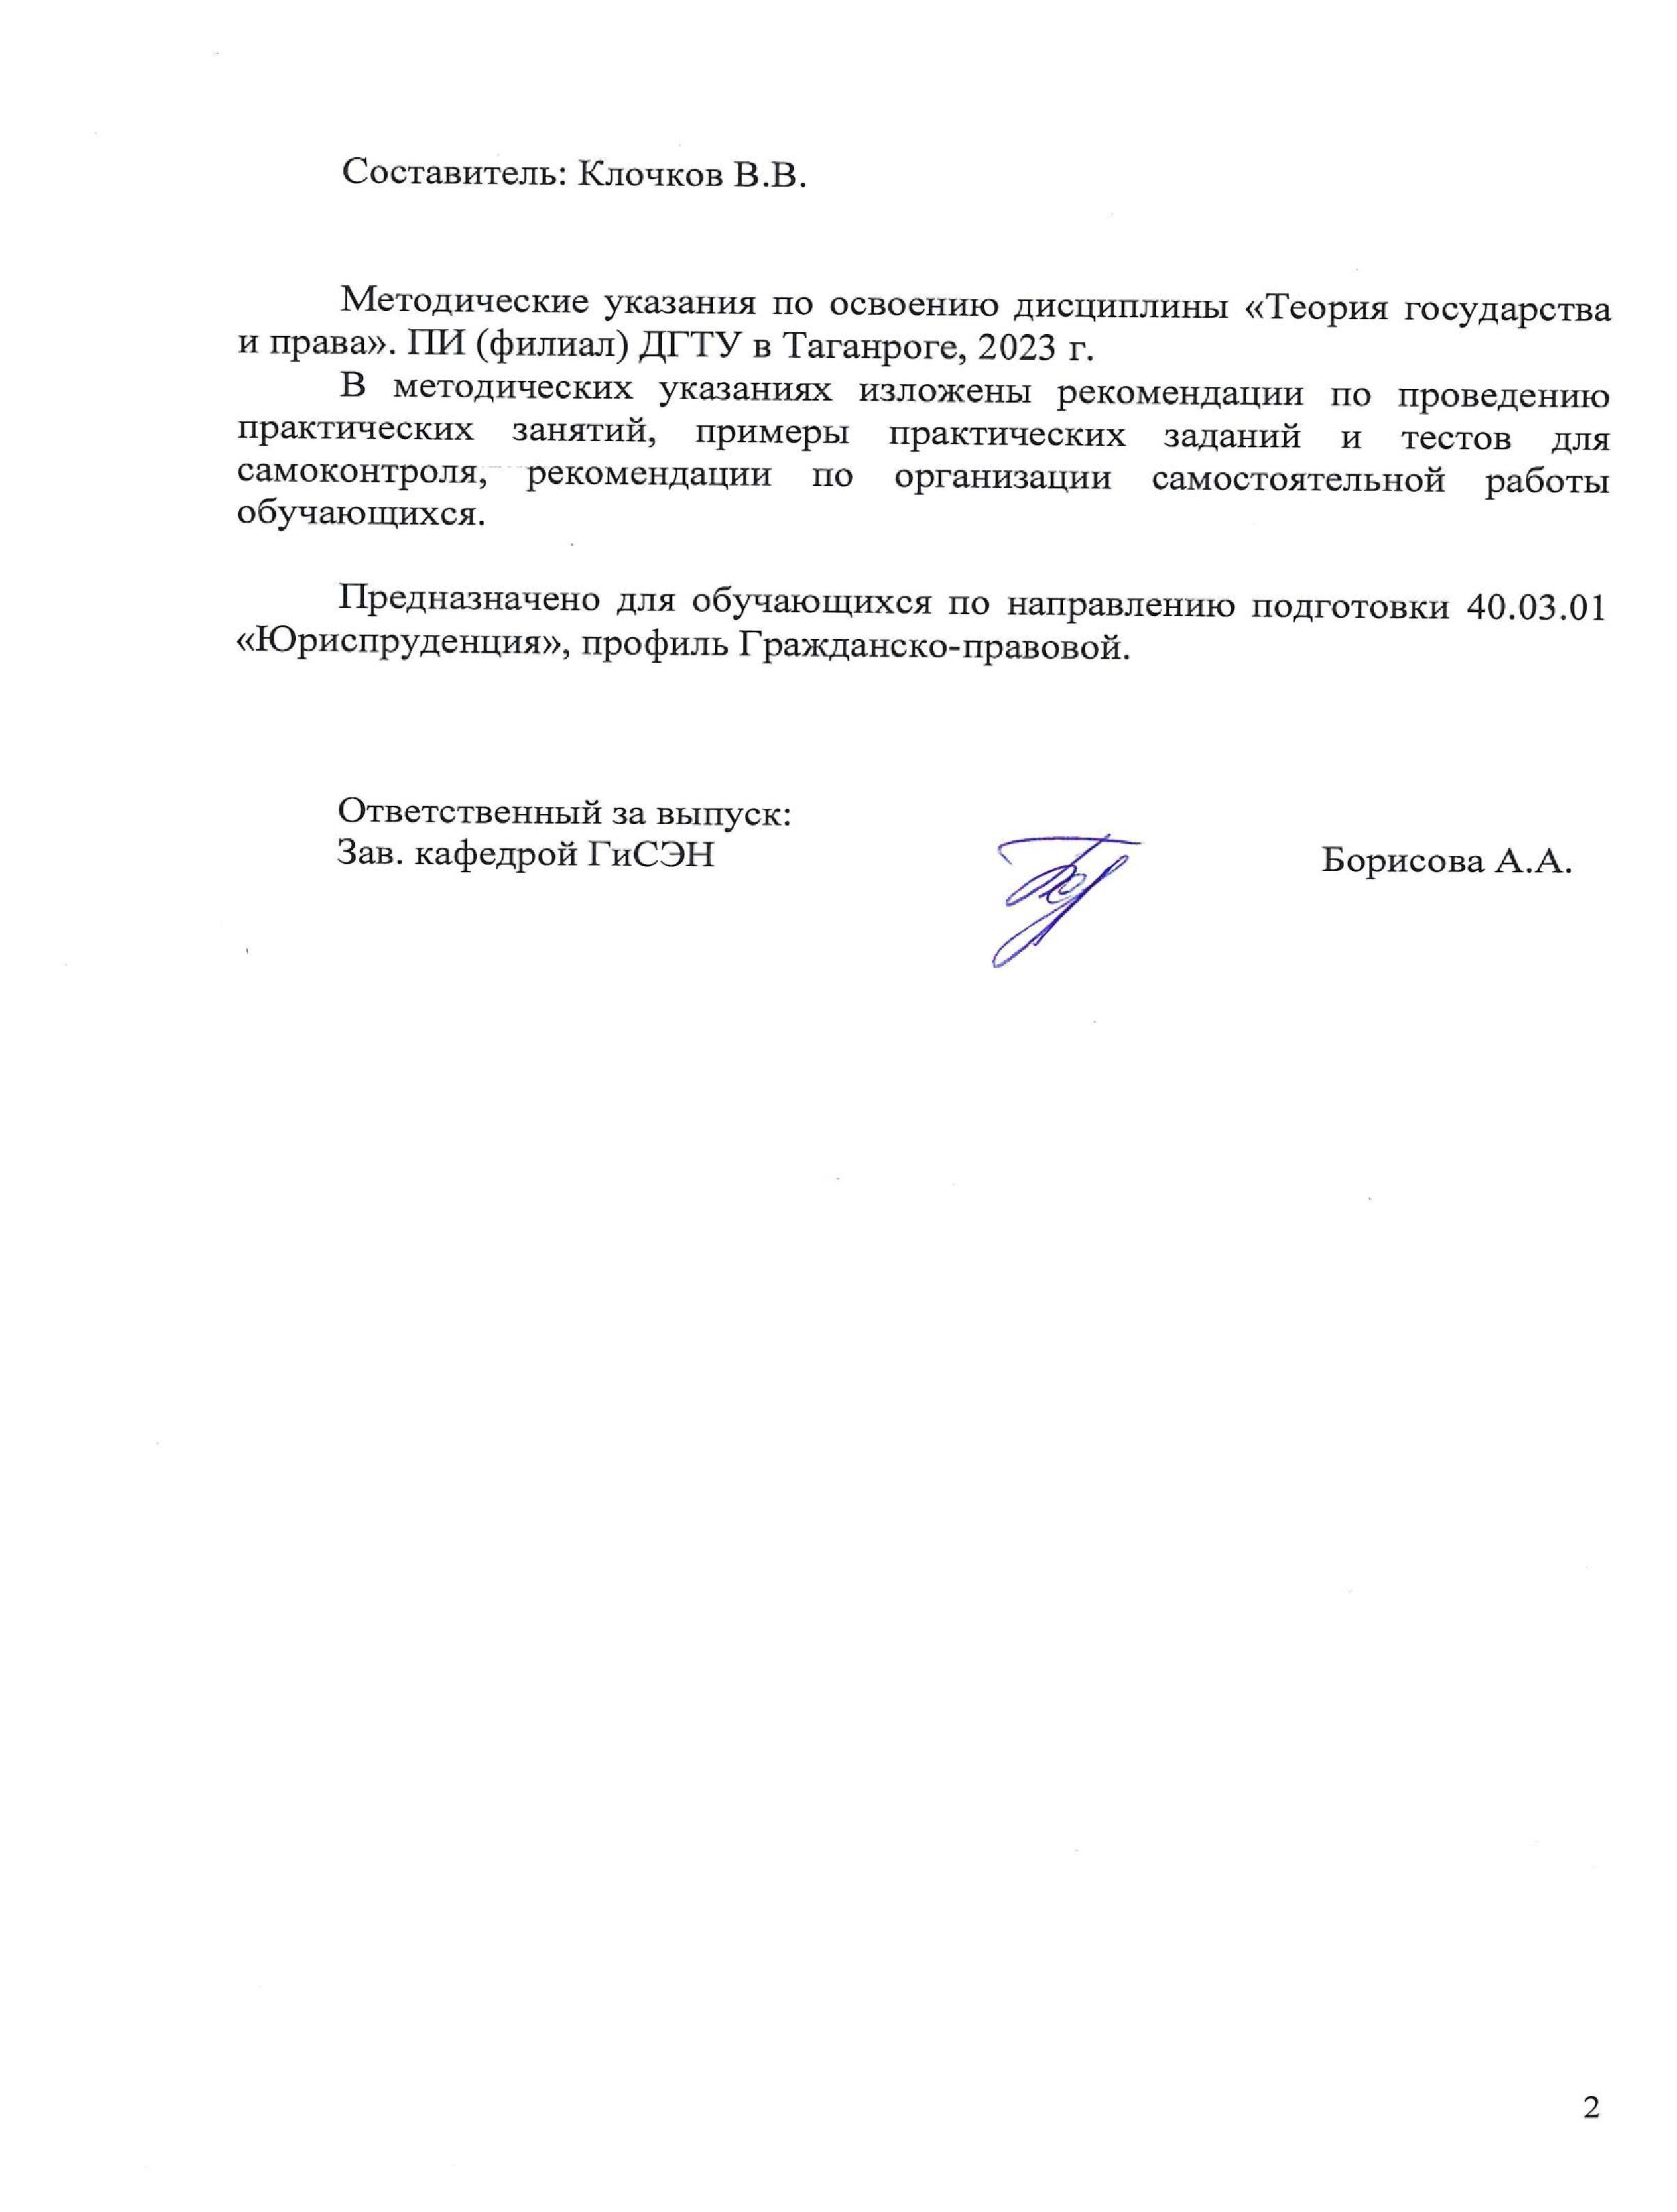 Составитель: Клочков В.В.
Методические указания по освоению дисциплины «Теория государства
и права». ПИ (филиал) ДГТУ в Таганроге, 2023 г.
В методических указаниях изложены рекомендации по проведению
практических занятий, примеры практических заданий и тестов для
самоконтроля, рекомендации по организации самостоятельной работы
обучающихся.
Предназначено для обучающихся по направлению подготовки 40.03.01
«Юриспруденция», профиль Гражданско-правовой.
Ответственный за выпуск:
Зав. кафедрой ГиСЭН Борисова А.А.
2